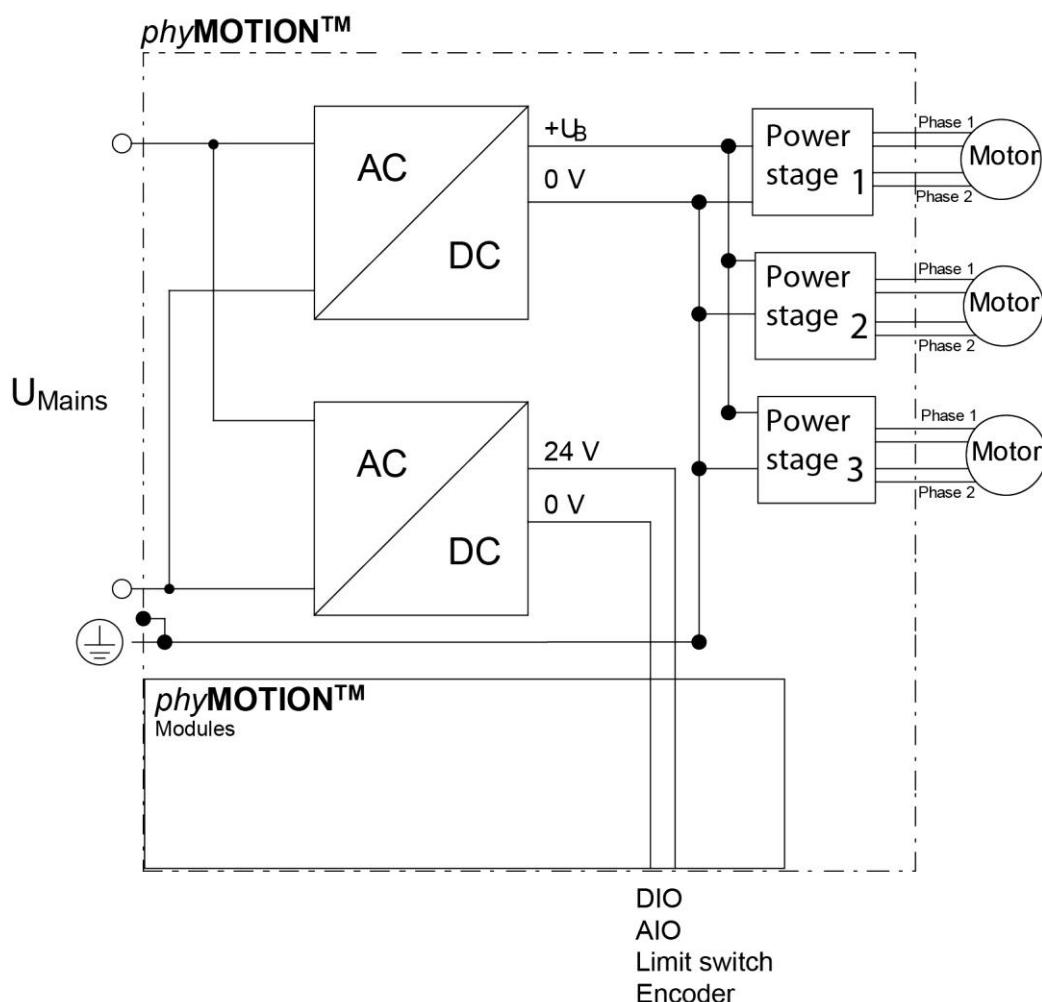 phyMOTION™
AC
DC
+UB
0 V
Power
stage 1
Phase 1
Phase 2
Motor
Power
stage 2
Phase 1
Phase 2
Motor
UMains
AC
DC
24 V
0 V
Power
stage 3
Phase 1
Phase 2
Motor
phyMOTION™
Modules
DIO
AIO
Limit switch
Encoder